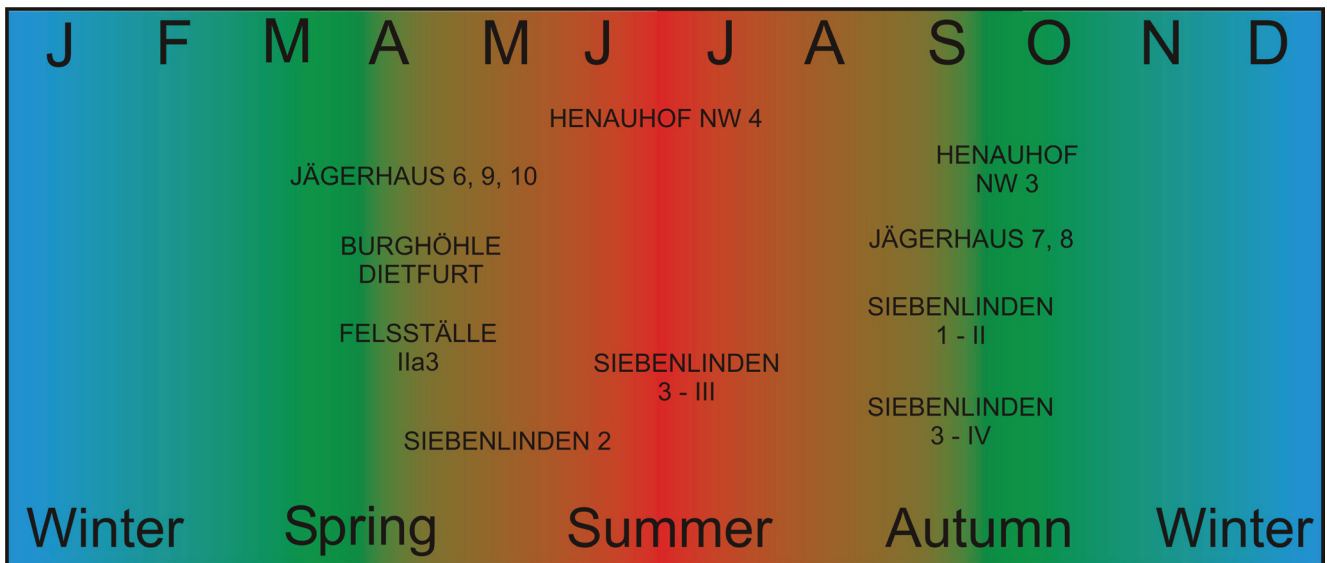 J F M A M J J A S O N D
HENAUHOF NW 4
HENAUHOF
NW 3
JÄGERHAUS 6, 9, 10
JÄGERHAUS 7, 8
BURGHÖHLE
DIETFURT
SIEBENLINDEN
1 - II
FELSSTÄLLE
IIa3
SIEBENLINDEN
3 - III
SIEBENLINDEN
3 - IV
SIEBENLINDEN 2
Winter Spring Summer Autumn Winter